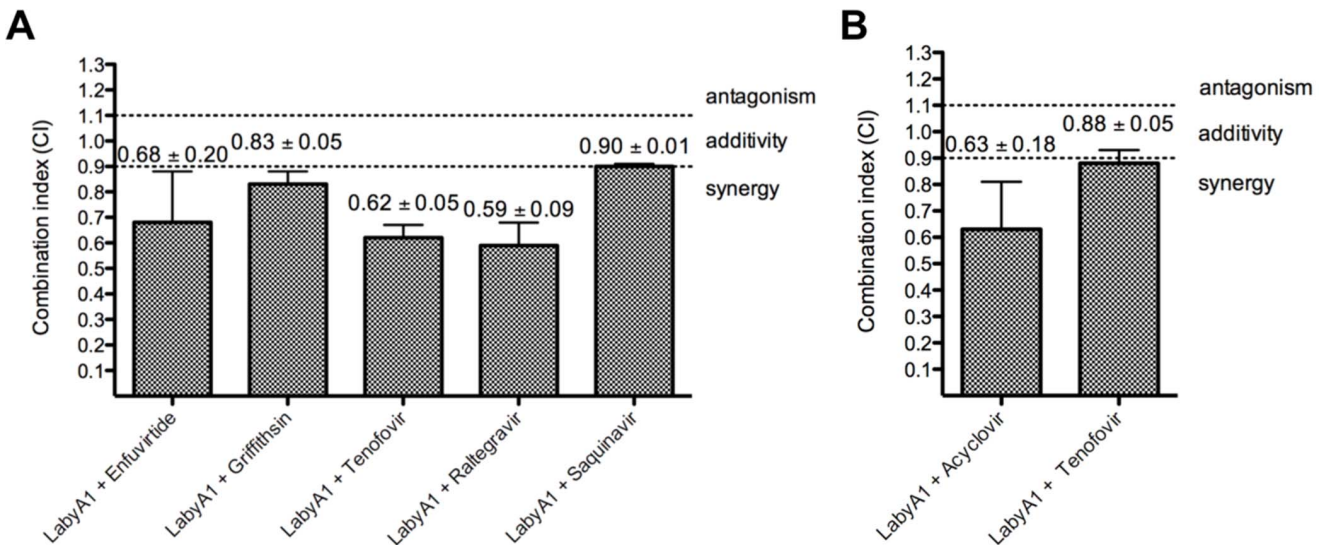 A
Combination index (CI)
1.3
1.2
1.1
1.0
0.9
0.8
0.7
0.6
0.5
0.4
0.3
0.2
0.1
0.68 ± 0.20
0.83 ± 0.05
0.62 ± 0.05
0.59 ± 0.09
0.90 ± 0.01
antagonism
additivity
synergy
LabyA1 + Enfuvirtide
LabyA1 + Griffithsin
LabyA1 + Tenofovir
LabyA1 + Raltegravir
LabyA1 + Saquinavir
B
Combination index (CI)
1.3
1.2
1.1
1.0
0.9
0.8
0.7
0.6
0.5
0.4
0.3
0.2
0.1
0.63 ± 0.18
0.88 ± 0.05
antagonism
additivity
synergy
LabyA1 + Acyclovir
LabyA1 + Tenofovir